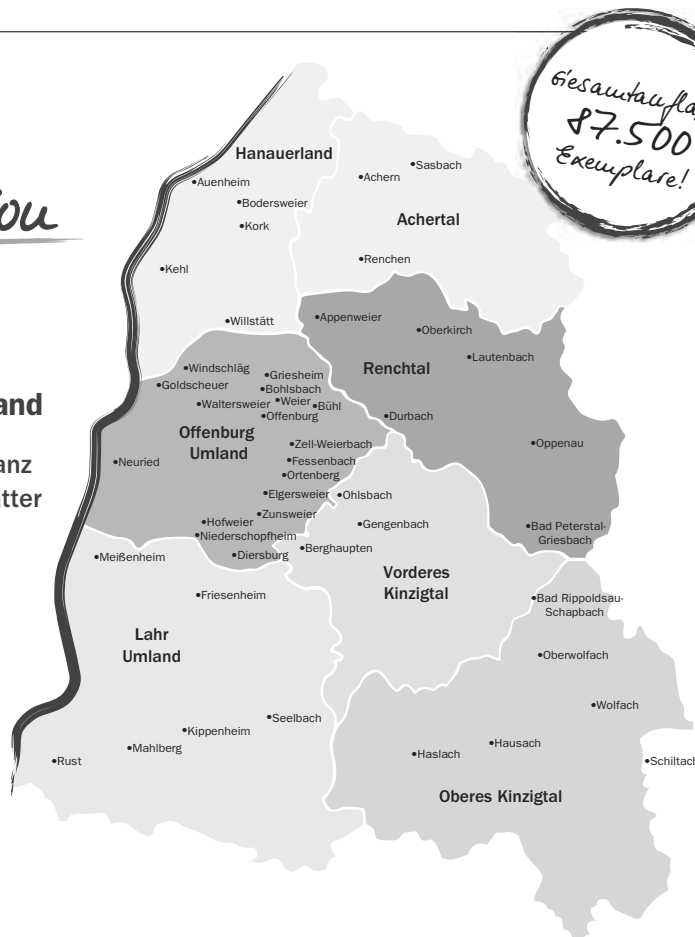 Gesamtaufla
87.500
Exemplare!
Hanauerland
•Auenheim
•Bodersweier
•Kork
•Kehl
•Willstätt
•Sasbach
•Achern
Achertal
•Renchen
•Appenweier
•Oberkirch
•Lautenbach
Renchtal
•Durbach
•Oppenau
•Bad Peterstal-
Griesbach
and
anz
ätter
•Windschläg
•Griesheim
•Goldscheuer
•Bohlsbach
•Waltersweier
•Weier
•Bühl
•Offenburg
Offenburg
Umland
•Zell-Weierbach
•Neuried
•Fessenbach
•Ortenberg
•Elgersweier
•Zunsweier
•Hofweier
•Niederschopfheim
•Diersburg
•Ohlsbach
•Gengenbach
•Berghaupten
Vorderes
Kinzigtal
•Meißenheim
•Friesenheim
Lahr
Umland
•Seelbach
•Kippenheim
•Mahlberg
•Rust
•Bad Rippoldsau-
Schapbach
•Oberwolfach
•Wolfach
•Hausach
•Haslach
•Schiltach
Oberes Kinzigtal